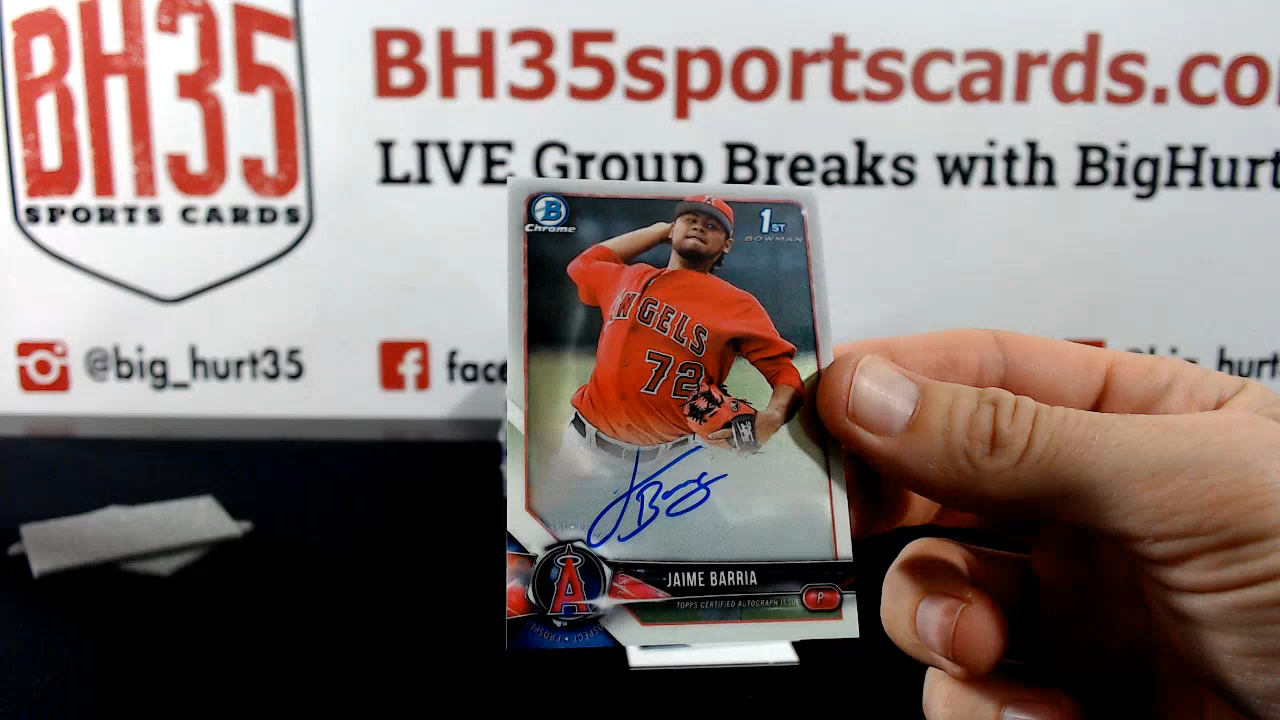 BH35
SPORTS CARDS
BH35sportscards.co
LIVE Group Breaks with BigHurt
@big_hurt35
face
B
Chrome
1ST
BOWMAN
A
ANGELS
72
J Barria
A
JAIME BARRIA
TOPPS CERTIFIED AUTOGRAPH ISSUE
P